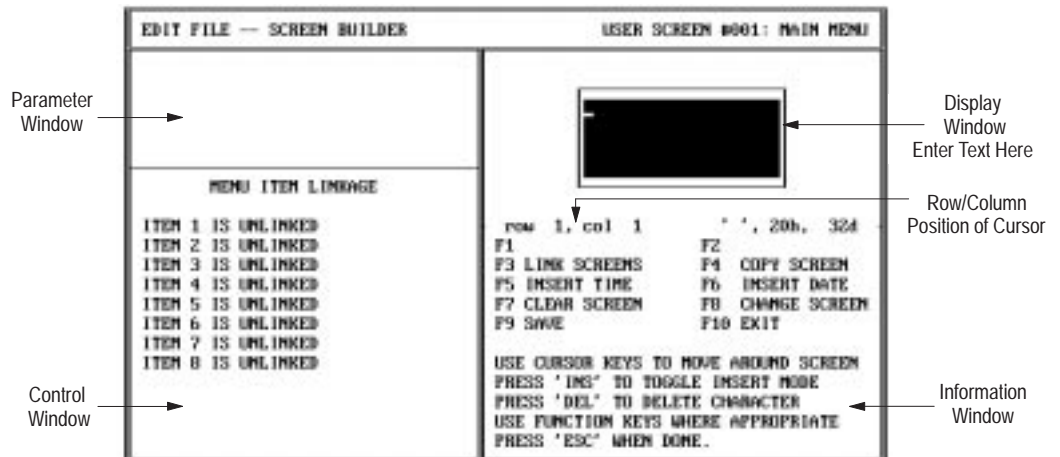 EDIT FILE -- SCREEN BUILDER
USER SCREEN #001: MAIN MENU
Parameter
Window
Display
Window
Enter Text Here
MENU ITEM LINKAGE
ITEM 1 IS UNLINKED
ITEM 2 IS UNLINKED
ITEM 3 IS UNLINKED
ITEM 4 IS UNLINKED
ITEM 5 IS UNLINKED
ITEM 6 IS UNLINKED
ITEM 7 IS UNLINKED
ITEM 8 IS UNLINKED
Control
Window
Row/Column
Position of Cursor
row 1, col 1 ' ', 20h, 32d
F1 F2
F3 LINK SCREENS F4 COPY SCREEN
F5 INSERT TIME F6 INSERT DATE
F7 CLEAR SCREEN F8 CHANGE SCREEN
F9 SAVE F10 EXIT
USE CURSOR KEYS TO MOVE AROUND SCREEN
PRESS 'INS' TO TOGGLE INSERT MODE
PRESS 'DEL' TO DELETE CHARACTER
USE FUNCTION KEYS WHERE APPROPRIATE
PRESS 'ESC' WHEN DONE.
Information
Window